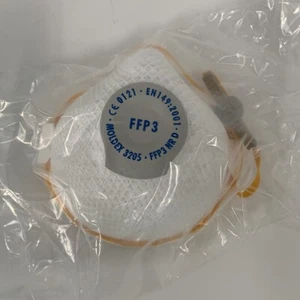 CE 0121 - EN149:2001
FFP3
MOLDEX 3205 - FFP3 NR D -